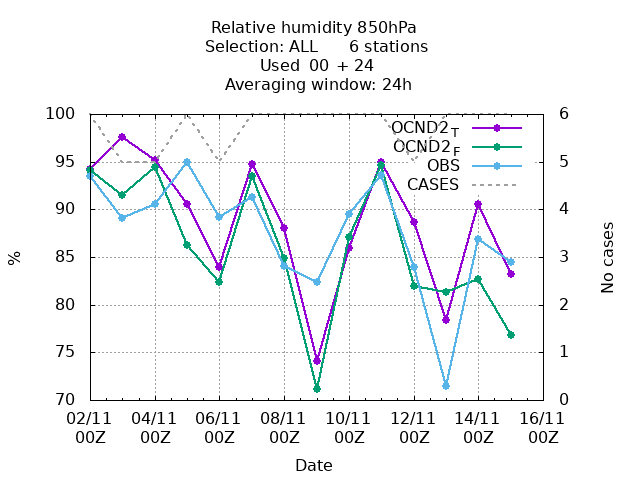 Relative humidity 850hPa
Selection: ALL 6 stations
Used 00 + 24
Averaging window: 24h
100
95
90
85
80
75
70
%
6
5
4
3
2
1
0
No cases
OCND2_T
OCND2_F
OBS
CASES
02/11 04/11 06/11 08/11 10/11 12/11 14/11 16/11
00Z 00Z 00Z 00Z 00Z 00Z 00Z 00Z
Date